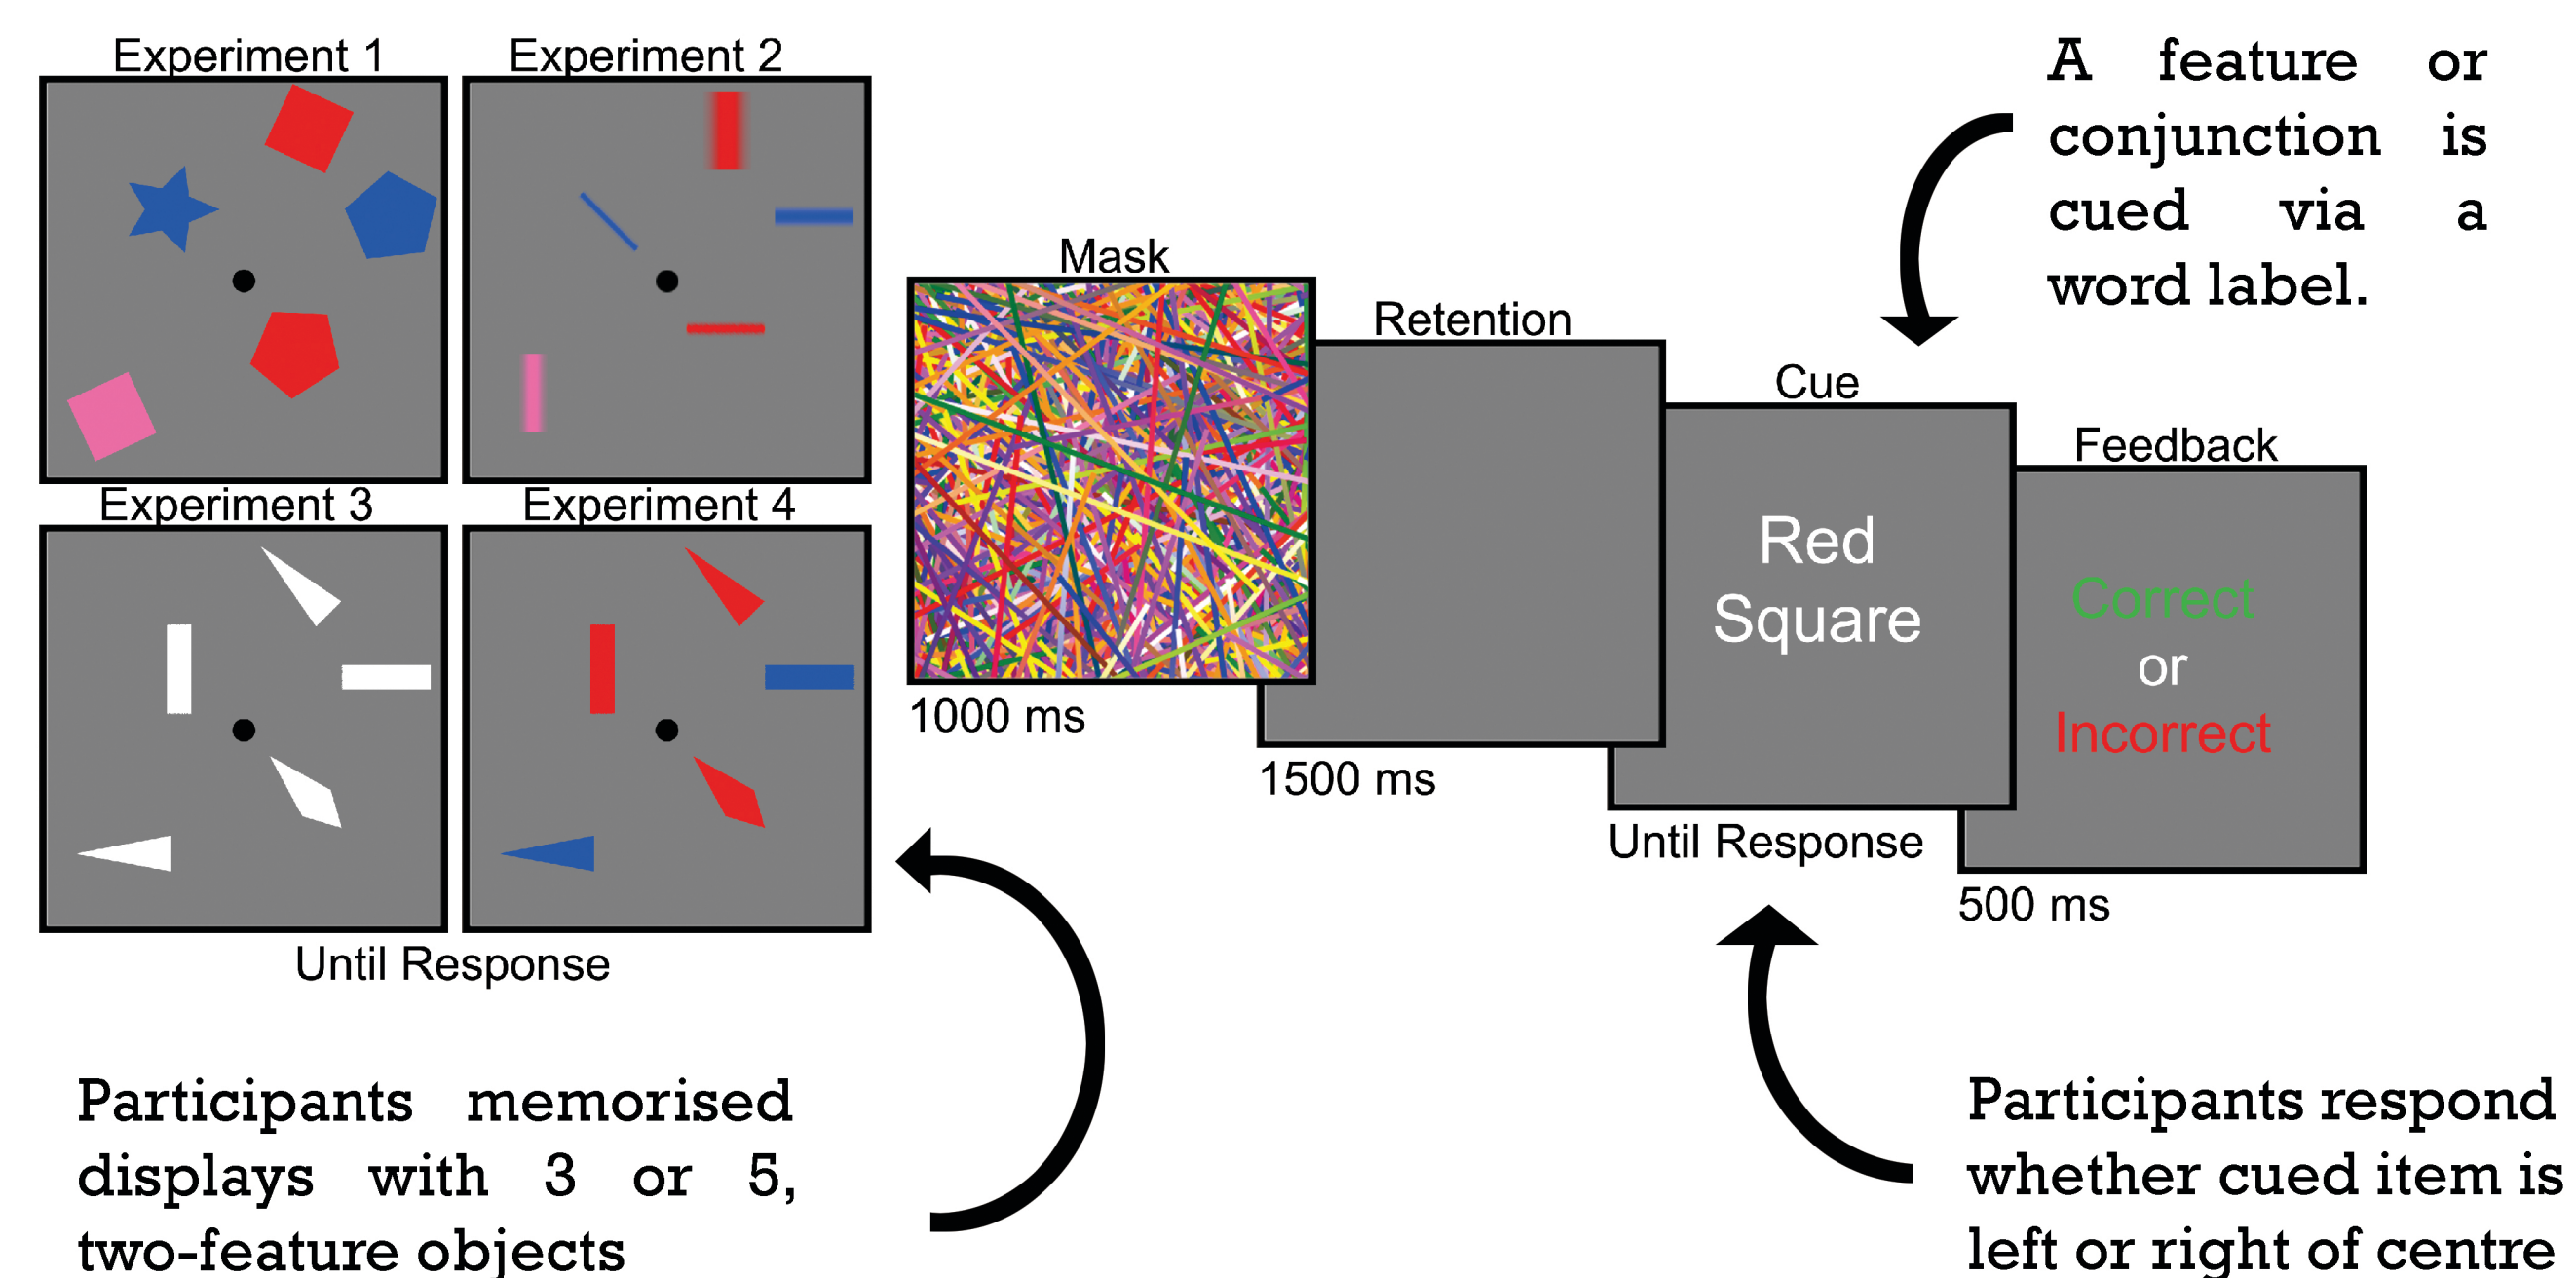 Experiment 1
Experiment 2
Experiment 3
Experiment 4
Until Response
Participants memorised
displays with 3 or 5,
two-feature objects
Mask
1000 ms
Retention
1500 ms
A feature or
conjunction is
cued via a
word label.
Cue
Red
Square
Until Response
Feedback
Correct
or
Incorrect
500 ms
Participants respond
whether cued item is
left or right of centre